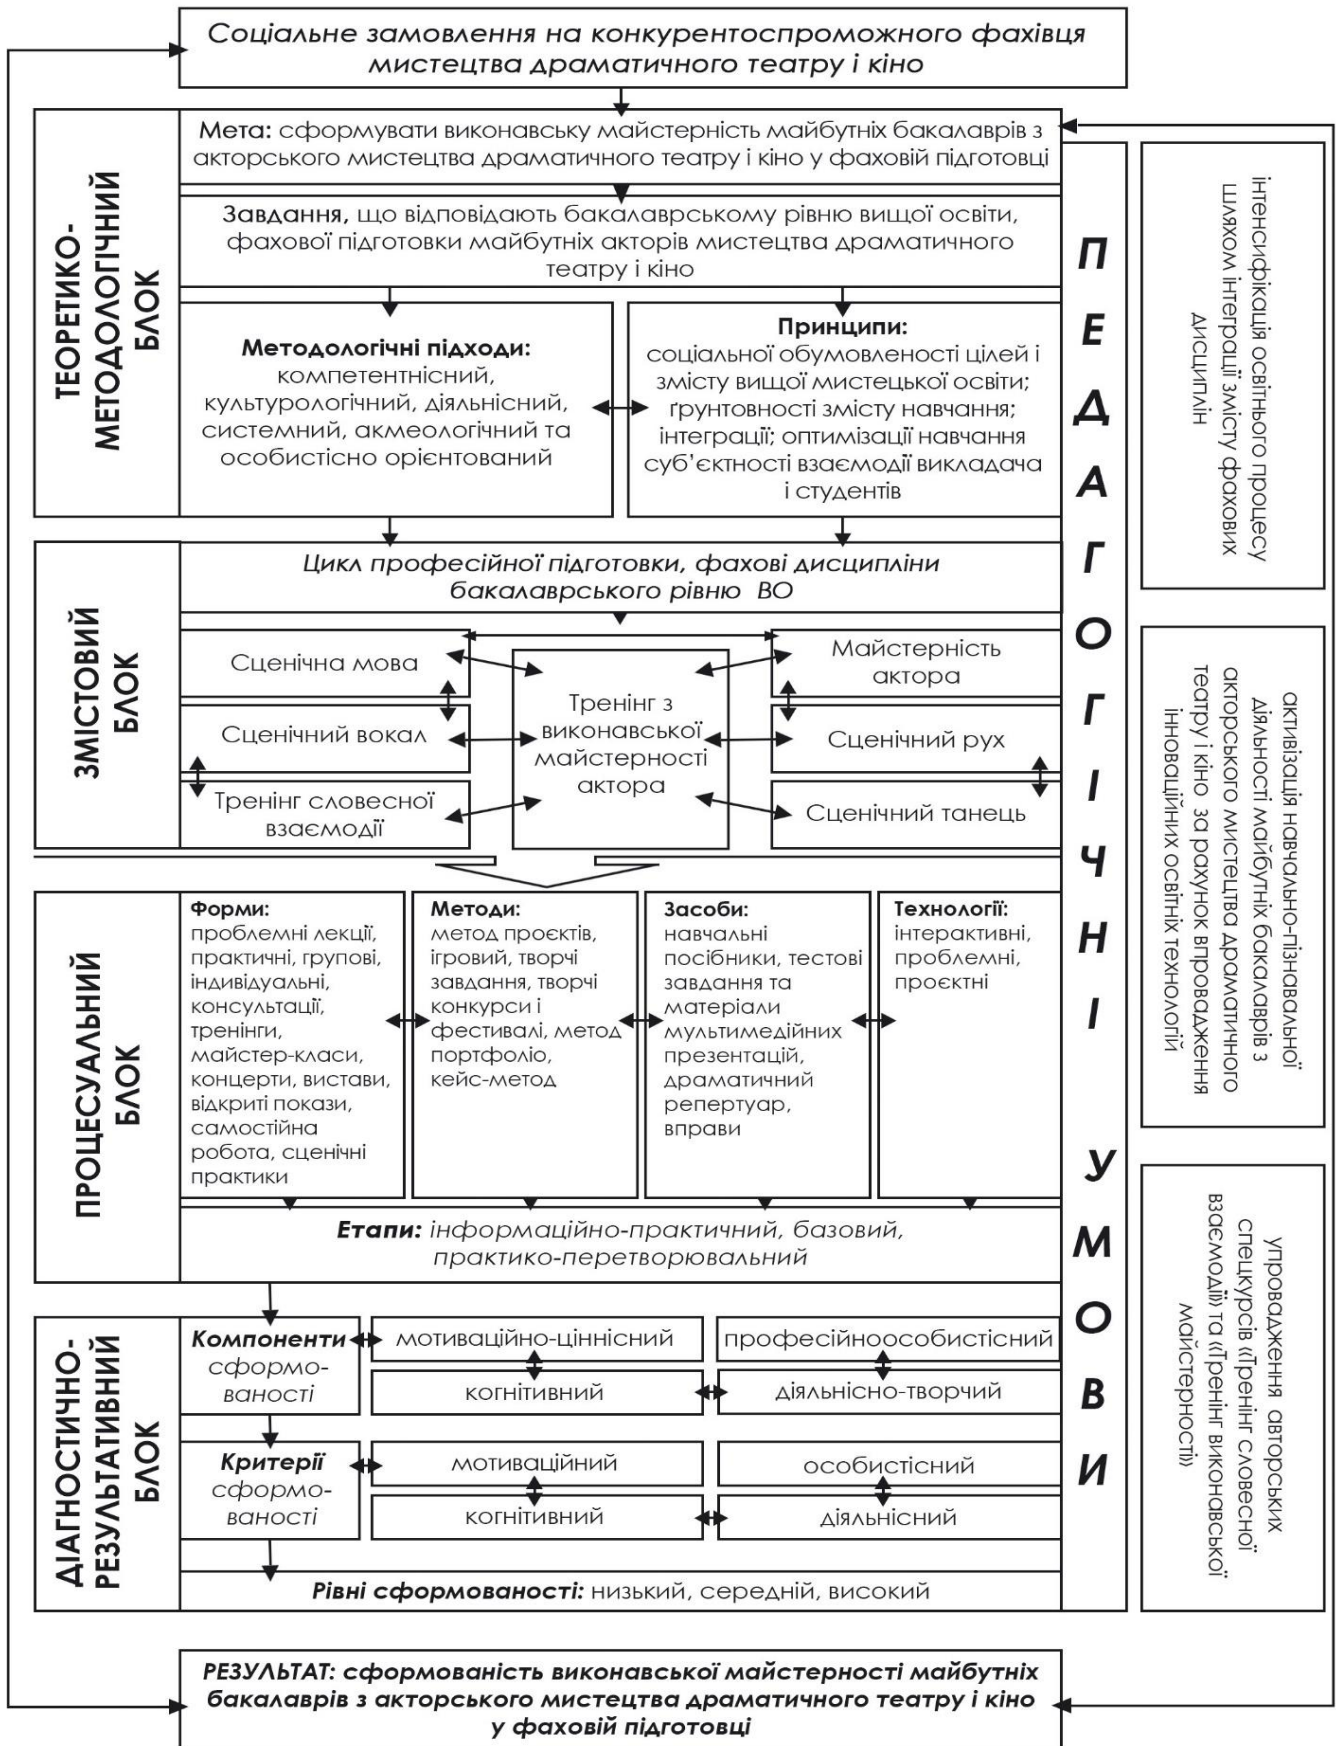 Соціальне замовлення на конкурентоспроможного фахівця
мистецтва драматичного театру і кіно
ТЕОРЕТИКО-
МЕТОДОЛОГІЧНИЙ
БЛОК
Мета: сформувати виконавську майстерність майбутніх бакалаврів з
акторського мистецтва драматичного театру і кіно у фаховій підготовці
Завдання, що відповідають бакалаврському рівню вищої освіти,
фахової підготовки майбутніх акторів мистецтва драматичного
театру і кіно
Методологічні підходи:
компетентнісний,
культурологічний, діяльнісний,
системний, акмеологічний та
особистісно орієнтований
Принципи:
соціальної обумовленості цілей і
змісту вищої мистецької освіти;
ґрунтовності змісту навчання;
інтеграції; оптимізації навчання
суб’єктності взаємодії викладача
і студентів
ЗМІСТОВИЙ
БЛОК
Цикл професійної підготовки, фахові дисципліни
бакалаврського рівню ВО
Сценічна мова
Сценічний вокал
Тренінг словесної
взаємодії
Тренінг з
виконавської
майстерності
актора
Майстерність
актора
Сценічний рух
Сценічний танець
ПРОЦЕСУАЛЬНИЙ
БЛОК
Форми:
проблемні лекції,
практичні, групові,
індивідуальні,
консультації,
тренінги,
майстер-класи,
концерти, вистави,
відкриті покази,
самостійна
робота, сценічні
практики
Методи:
метод проєктів,
ігровий, творчі
завдання, творчі
конкурси і
фестивалі, метод
портфоліо,
кейс-метод
Засоби:
навчальні
посібники, тестові
завдання та
матеріали
мультимедійних
презентацій,
драматичний
репертуар,
вправи
Технології:
інтерактивні,
проблемні,
проєктні
Етапи: інформаційно-практичний, базовий,
практико-перетворювальний
ДІАГНОСТИЧНО-
РЕЗУЛЬТАТИВНИЙ
БЛОК
Компоненти
сформо-
ваності
мотиваційно-ціннісний
професійноособистісний
когнітивний
діяльнісно-творчий
Критерії
сформо-
ваності
мотиваційний
особистісний
когнітивний
діяльнісний
Рівні сформованості: низький, середній, високий
ПЕДАГОГІЧНІ УМОВИ
інтенсифікація освітнього процесу
шляхом інтеграції змісту фахових
дисциплін
активізація навчально-пізнавальної
діяльності майбутніх бакалаврів з
акторського мистецтва драматичного
театру і кіно за рахунок впровадження
інноваційних освітніх технологій
упровадження авторських
спецкурсів «Тренінг словесної
взаємодії» та «Тренінг виконавської
майстерності»
РЕЗУЛЬТАТ: сформованість виконавської майстерності майбутніх
бакалаврів з акторського мистецтва драматичного театру і кіно
у фаховій підготовці